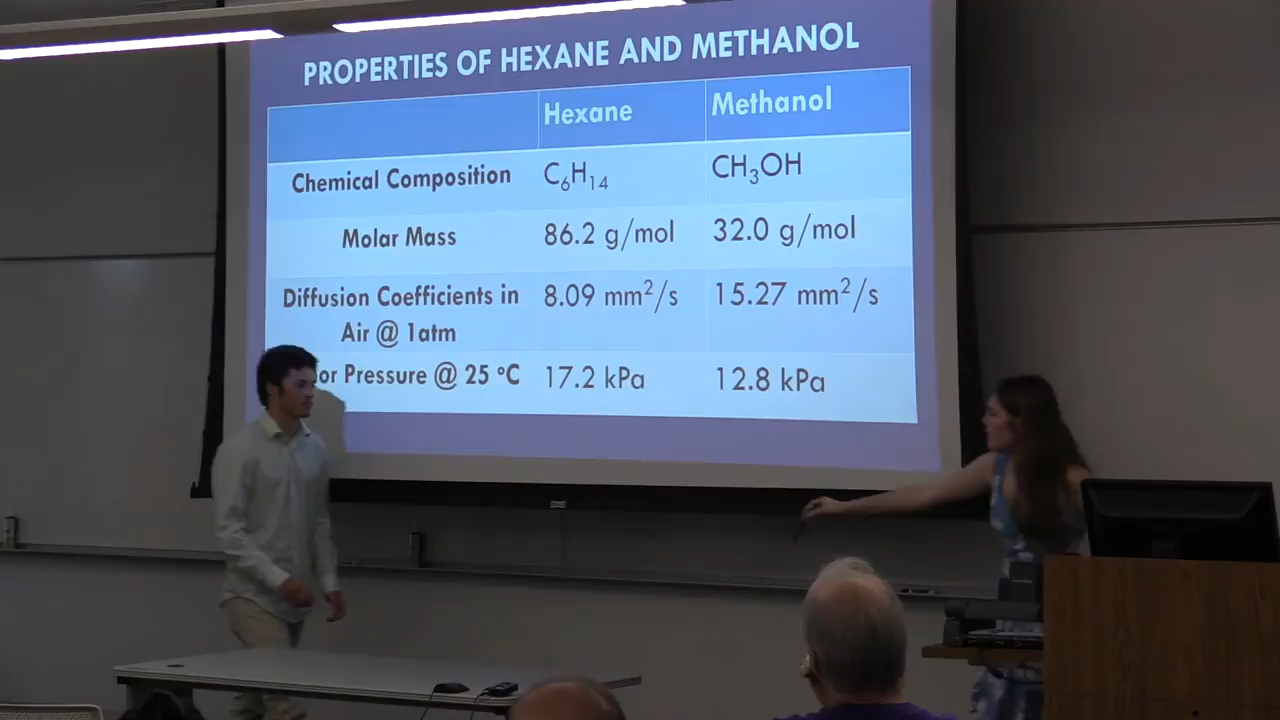 PROPERTIES OF HEXANE AND METHANOL
Hexane Methanol
Chemical Composition C₆H₁₄ CH₃OH
Molar Mass 86.2 g/mol 32.0 g/mol
Diffusion Coefficients in 8.09 mm²/s 15.27 mm²/s
Air @ 1atm
or Pressure @ 25 °C 17.2 kPa 12.8 kPa